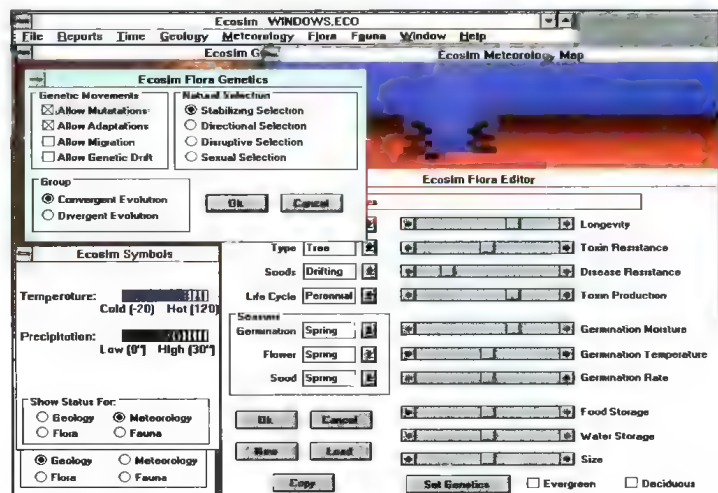 Ecosim WINDOWS.ECO
File Reports Time Geology Meteorology Flora Fauna Window Help
Ecosim G
Ecosim Meteorology Map
Ecosim Flora Genetics
Genetic Movements
Allow Mutatations
Allow Adaptations
Allow Migration
Allow Genetic Drift
Natural Selection
Stabilizing Selection
Directional Selection
Disruptive Selection
Sexual Selection
Group
Convergent Evolution
Divergent Evolution
Ok Cancel
Ecosim Flora Editor
Type Tree
Seeds Drifting
Life Cycle Perennial
Seasons
Germination Spring
Flower Spring
Seed Spring
Ok Cancel
New Load
Copy
Longevity
Toxin Resistance
Disease Resistance
Toxin Production
Germination Moisture
Germination Temperature
Germination Rate
Food Storage
Water Storage
Size
Set Genetics Evergreen Deciduous
Ecosim Symbols
Temperature:
Cold (-20) Hot (120)
Precipitation:
Low (0") High (30")
Show Status For:
Geology Meteorology
Flora Fauna
Geology Meteorology
Flora Fauna